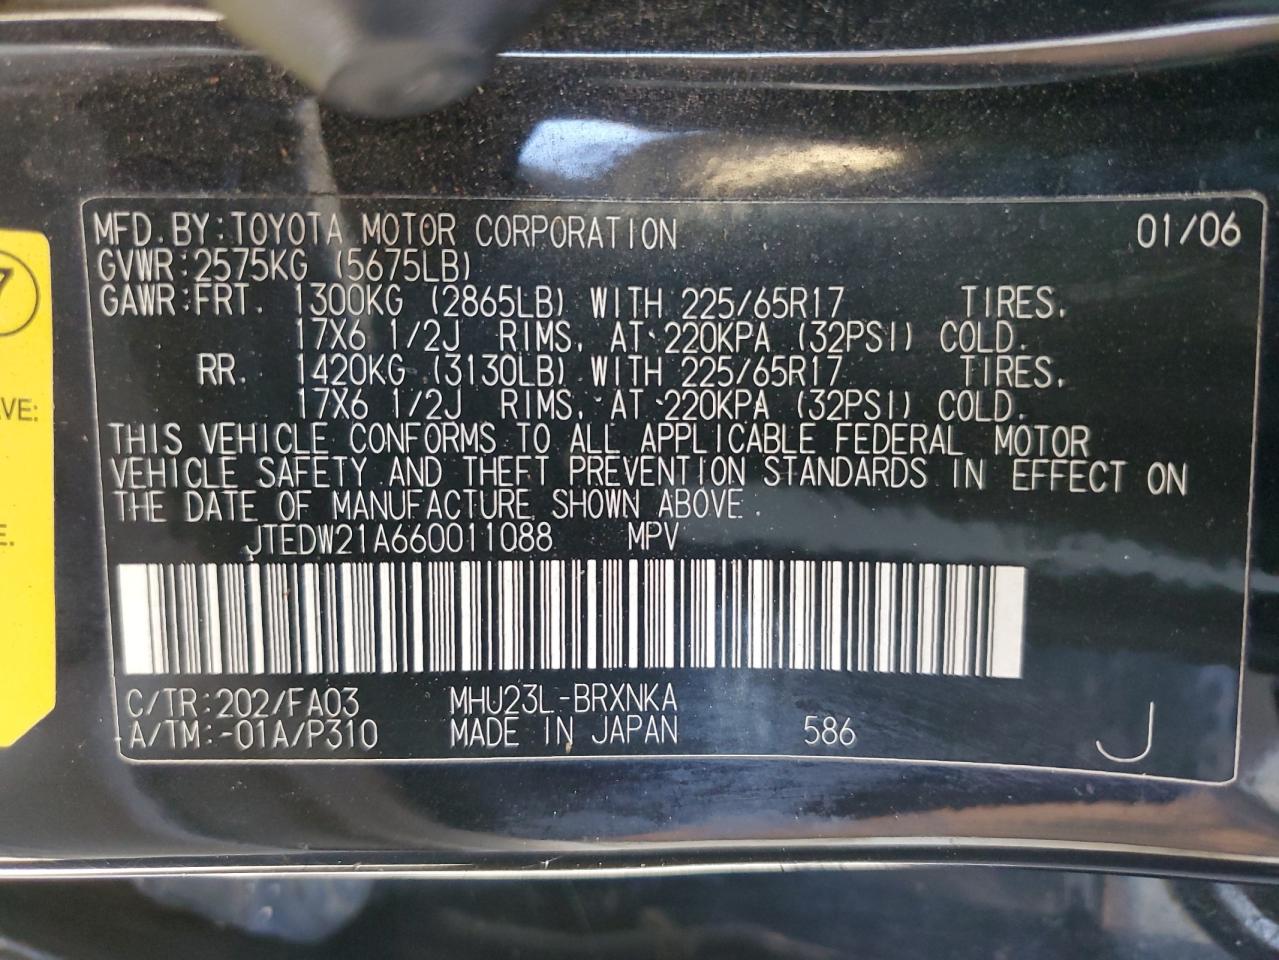 MFD. BY: TOYOTA MOTOR CORPORATION 01/06
GVWR: 2575KG (5675LB)
GAWR: FRT. 1300KG (2865LB) WITH 225/65R17 TIRES,
17X6 1/2J RIMS, AT 220KPA (32PSI) COLD.
RR. 1420KG (3130LB) WITH 225/65R17 TIRES,
17X6 1/2J RIMS, AT 220KPA (32PSI) COLD.
THIS VEHICLE CONFORMS TO ALL APPLICABLE FEDERAL MOTOR
VEHICLE SAFETY AND THEFT PREVENTION STANDARDS IN EFFECT ON
THE DATE OF MANUFACTURE SHOWN ABOVE.
JTEDW21A660011088 MPV
C/TR: 202/FA03 MHU23L-BRXNKA
A/TM: -01A/P310 MADE IN JAPAN 586 J
7
VE:
E.